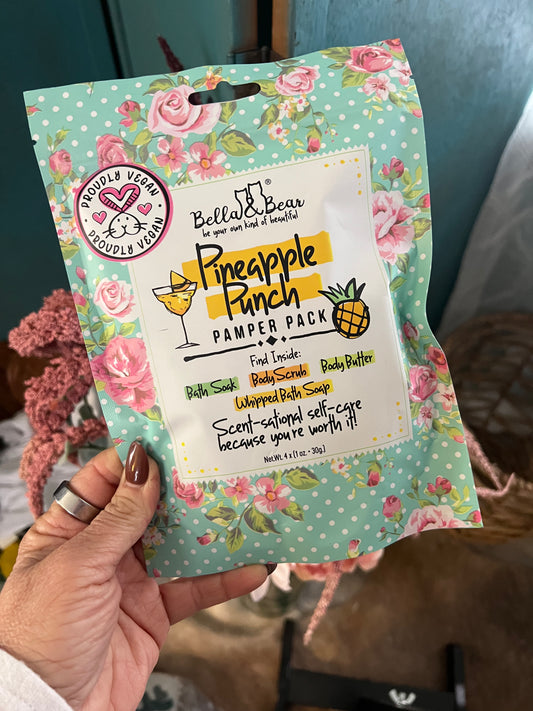 PROUDLY VEGAN
PROUDLY VEGAN
Bella & Bear®
be your own kind of beautiful
Pineapple
Punch
PAMPER PACK
Find Inside:
Bath Soak Body Scrub Body Butter
Whipped Bath Soap
Scent-sational self-care
because you're worth it!
Net Wt. 4 x (1 oz. • 30g.)